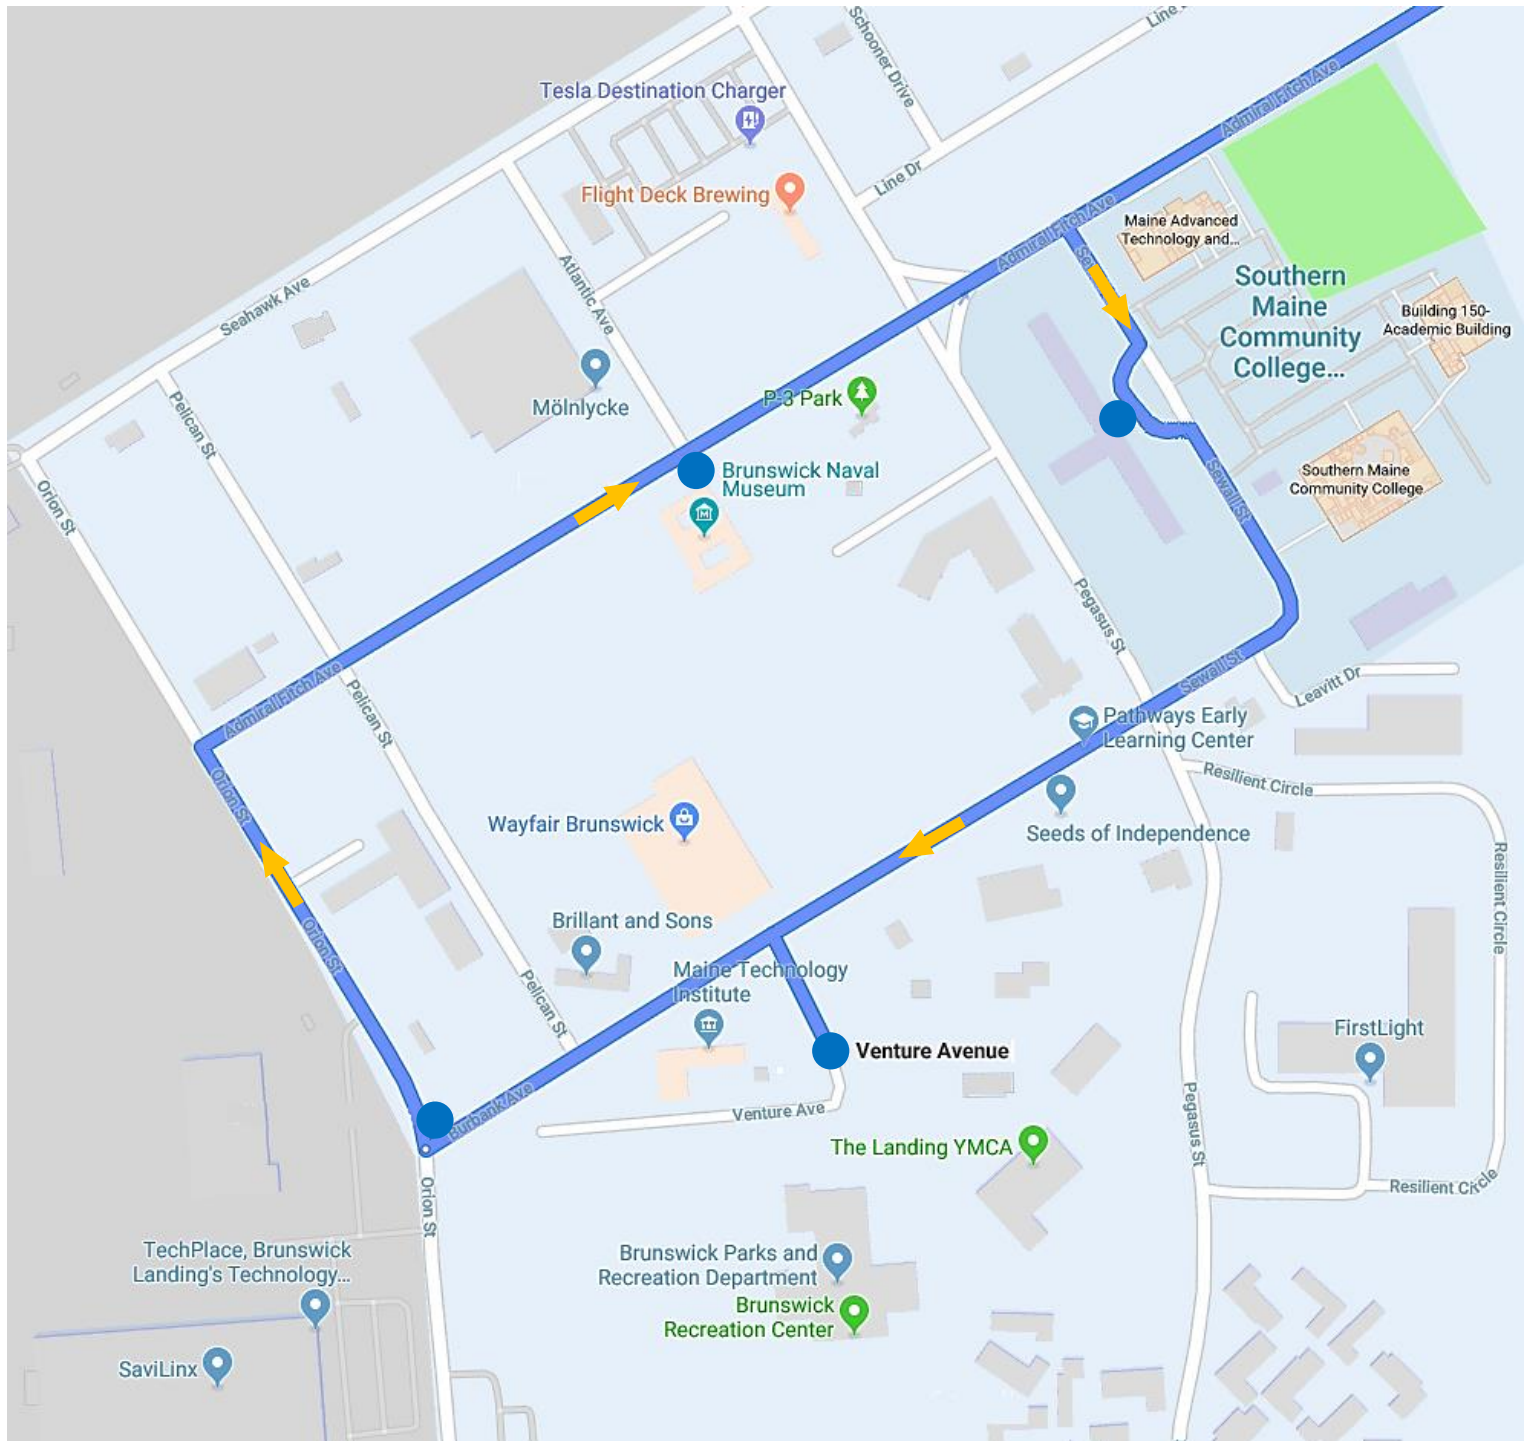 Schooner Drive
Line
Tesla Destination Charger
Admiral Fitch Ave
Flight Deck Brewing
Line Dr
Maine Advanced
Technology and...
Admiral Fitch Ave
Atlantic Ave
Seahawk Ave
Southern
Maine
Community
College...
Building 150-
Academic Building
Mölnlycke
P-3 Park
Pelican St
Brunswick Naval
Museum
Southern Maine
Community College
Sewall St
Orion St
Pegasus St
Sewall St
Leavitt Dr
Admiral Fitch Ave
Pelican St
Pathways Early
Learning Center
Resilient Circle
Orion St
Wayfair Brunswick
Seeds of Independence
Resilient Circle
Brillant and Sons
Orion St
Maine Technology
Institute
Pelican St
FirstLight
Venture Avenue
Burbank Ave
Venture Ave
Pegasus St
The Landing YMCA
Resilient Circle
Orion St
TechPlace, Brunswick
Landing's Technology...
Brunswick Parks and
Recreation Department
Brunswick
Recreation Center
SaviLinx